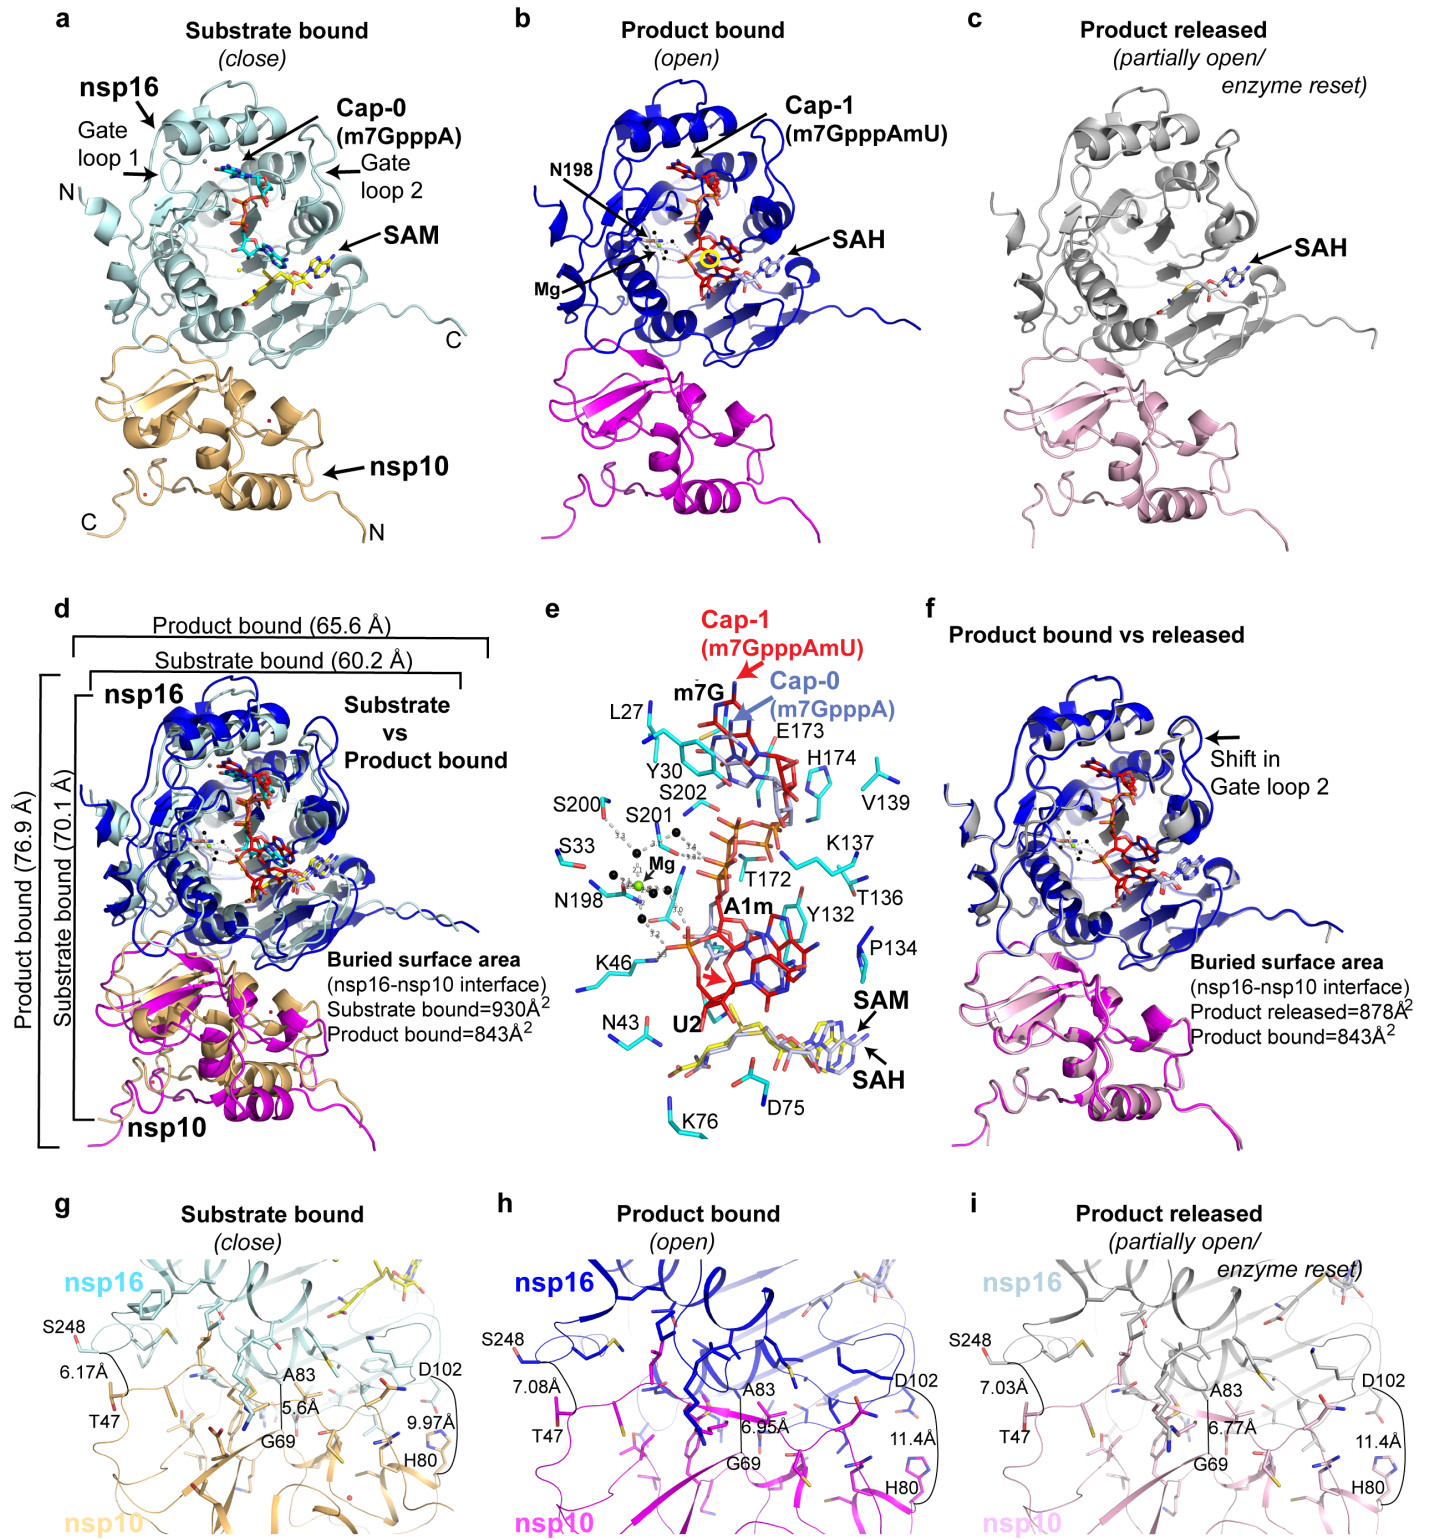 a
Substrate bound
(close)
nsp16
Gate
loop 1
Cap-0
(m7GpppA)
Gate
loop 2
N
SAM
C
nsp10
C
N
b
Product bound
(open)
Cap-1
(m7GpppAmU)
N198
SAH
Mg
c
Product released
(partially open/
enzyme reset)
SAH
d
Product bound (65.6 Å)
Substrate bound (60.2 Å)
Product bound (76.9 Å)
Substrate bound (70.1 Å)
nsp16
Substrate
vs
Product bound
Buried surface area
(nsp16-nsp10 interface)
Substrate bound=930Å2
Product bound=843Å2
nsp10
e
Cap-1
(m7GpppAmU)
m7G
Cap-0
(m7GpppA)
L27
E173
H174
Y30
V139
S202
S200
S201
S33
Mg
K137
T172
N198
T136
A1m
Y132
P134
K46
SAM
U2
N43
SAH
D75
K76
f
Product bound vs released
Shift in
Gate loop 2
Buried surface area
(nsp16-nsp10 interface)
Product released=878Å2
Product bound=843Å2
g
Substrate bound
(close)
nsp16
S248
6.17Å
A83
D102
5.6Å
T47
9.97Å
G69
H80
nsp10
h
Product bound
(open)
nsp16
S248
7.08Å
A83
D102
6.95Å
T47
11.4Å
G69
H80
nsp10
i
Product released
(partially open/
enzyme reset)
nsp16
S248
7.03Å
A83
D102
6.77Å
T47
11.4Å
G69
H80
nsp10